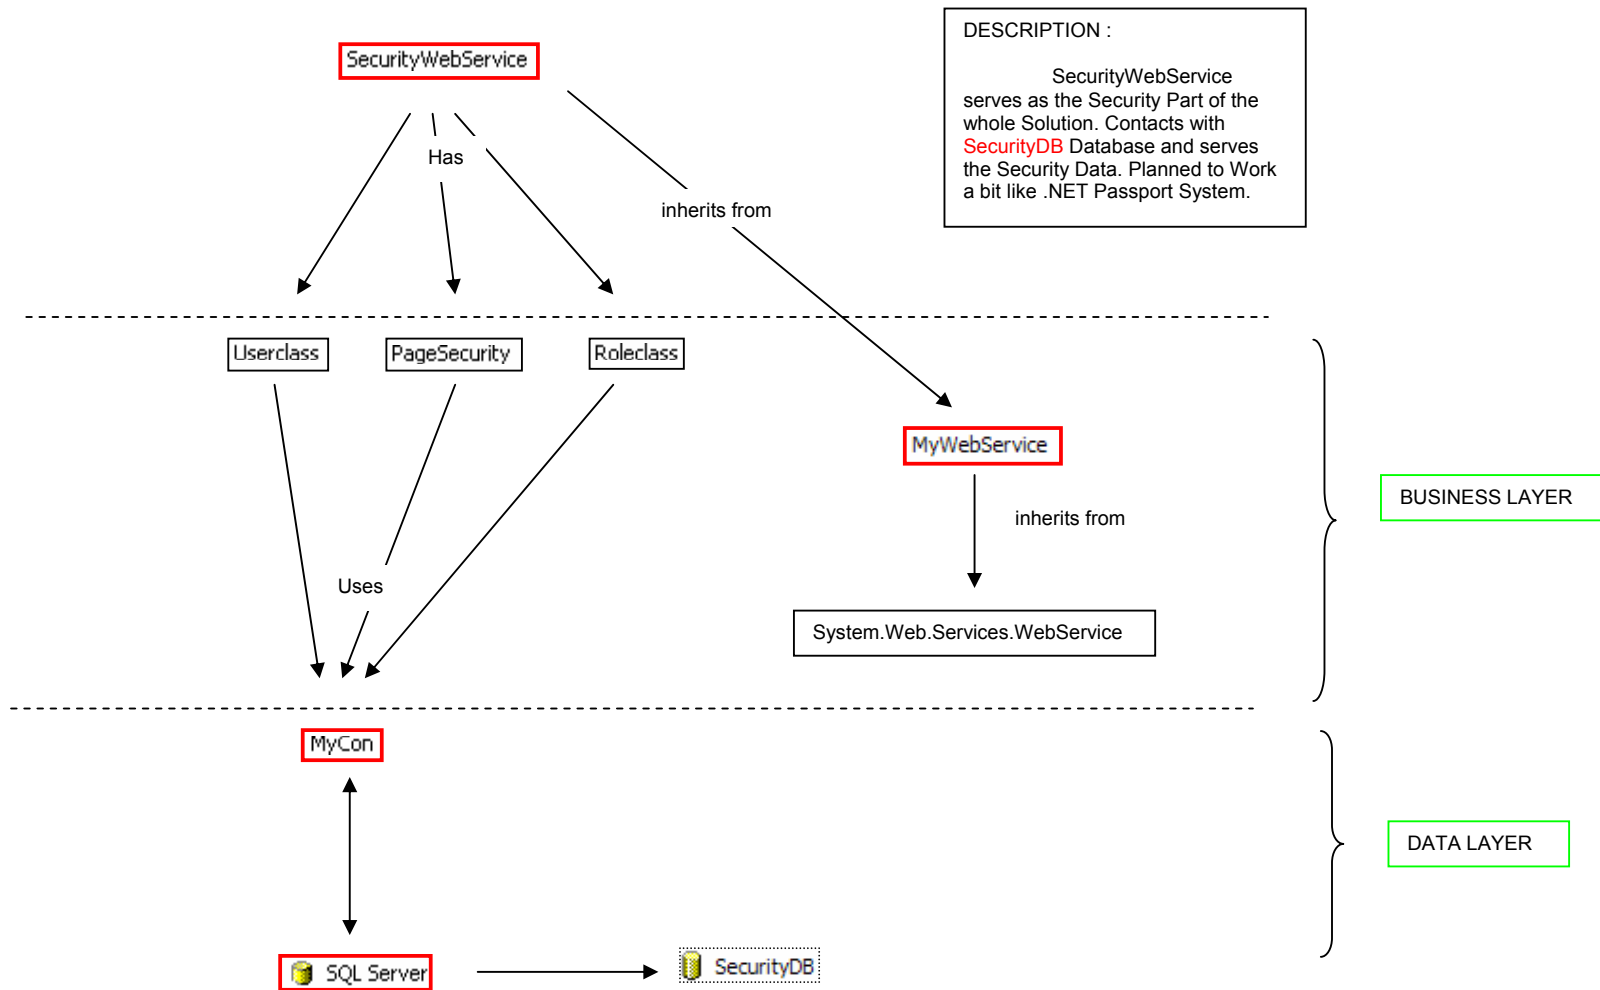 SecurityWebService
DESCRIPTION :
SecurityWebService
serves as the Security Part of the
whole Solution. Contacts with
SecurityDB Database and serves
the Security Data. Planned to Work
a bit like .NET Passport System.
Has
inherits from
Userclass
PageSecurity
Roleclass
MyWebService
BUSINESS LAYER
inherits from
Uses
System.Web.Services.WebService
MyCon
DATA LAYER
SQL Server
SecurityDB